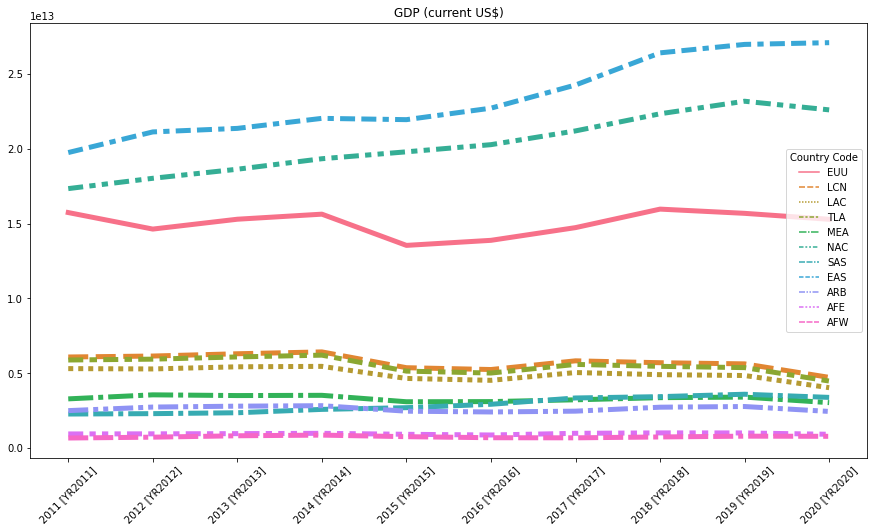 GDP (current US$)
1e13
2.5
2.0
1.5
1.0
0.5
0.0
Country Code
EUU
LCN
LAC
TLA
MEA
NAC
SAS
EAS
ARB
AFE
AFW
2011 [YR2011]
2012 [YR2012]
2013 [YR2013]
2014 [YR2014]
2015 [YR2015]
2016 [YR2016]
2017 [YR2017]
2018 [YR2018]
2019 [YR2019]
2020 [YR2020]